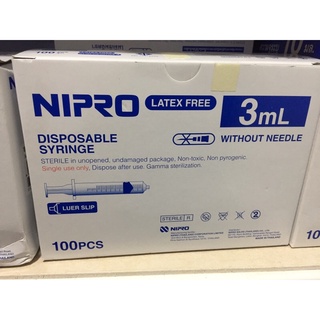 100PCS
NIPRO
LATEX FREE
3mL
DISPOSABLE
SYRINGE
WITHOUT NEEDLE
STERILE in unopened, undamaged package, Non-toxic, Non pyrogenic.
Single use only, Dispose after use. Gamma sterilization.
LUER SLIP
100PCS
STERILE R
2
NIPRO
10